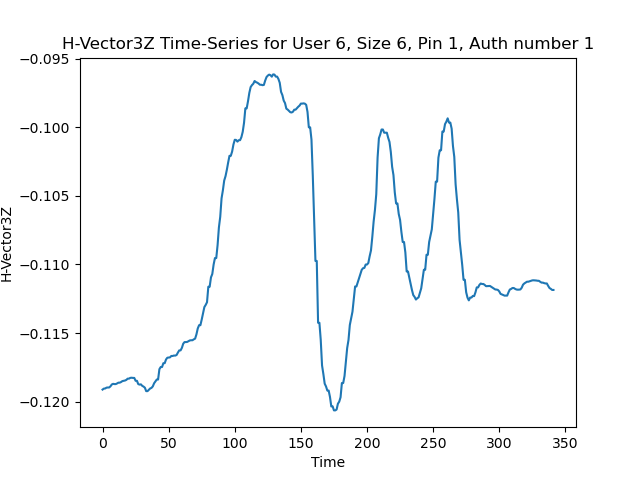 H-Vector3Z Time-Series for User 6, Size 6, Pin 1, Auth number 1
−0.095
−0.100
−0.105
−0.110
−0.115
−0.120
H-Vector3Z
0 50 100 150 200 250 300 350
Time